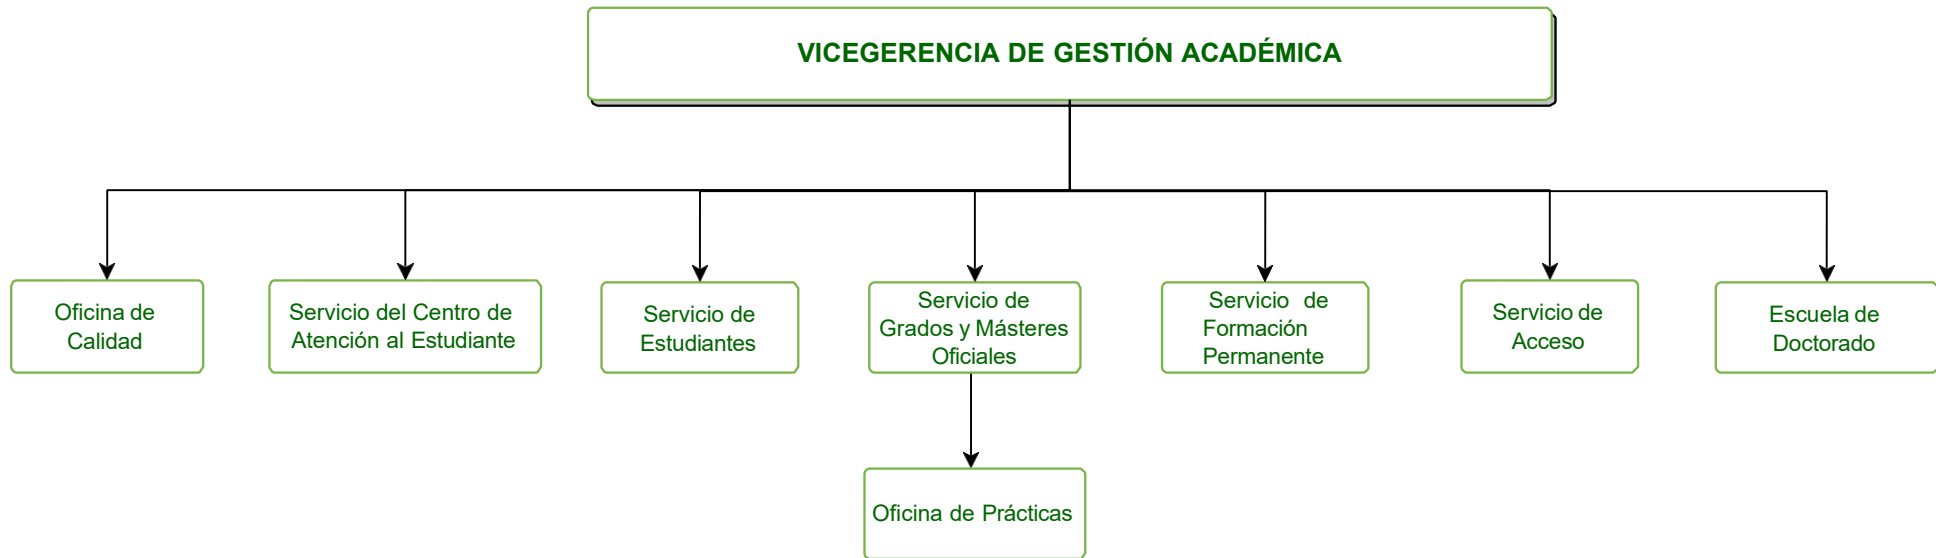 VICEGERENCIA DE GESTIÓN ACADÉMICA
Oficina de
Calidad
Servicio del Centro de
Atención al Estudiante
Servicio de
Estudiantes
Servicio de
Grados y Másteres
Oficiales
Servicio de
Formación
Permanente
Servicio de
Acceso
Escuela de
Doctorado
Oficina de Prácticas